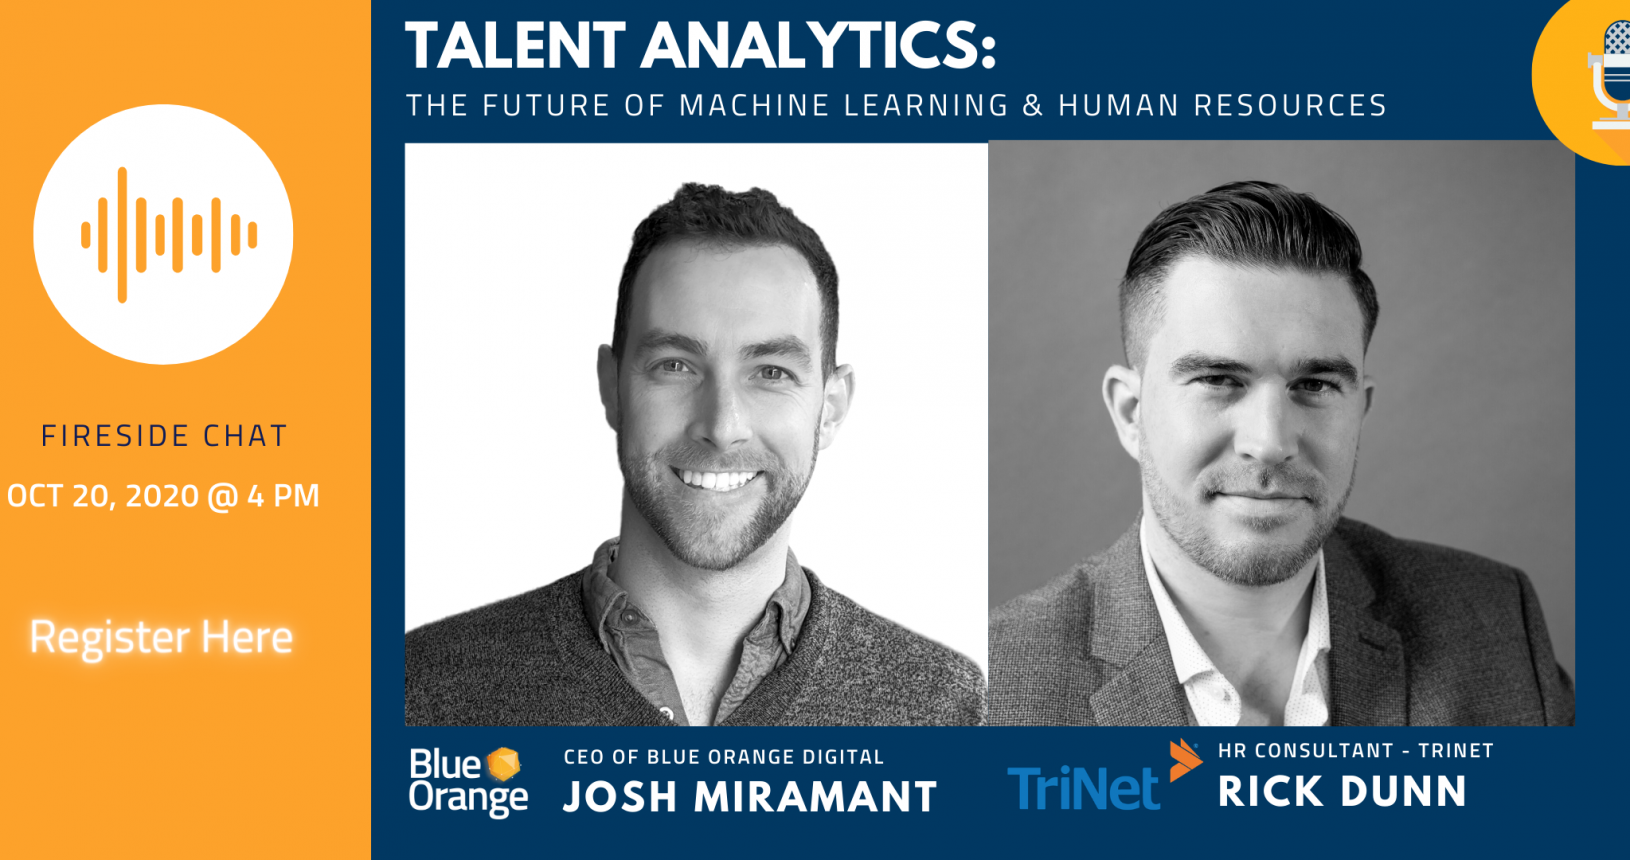 TALENT ANALYTICS:
THE FUTURE OF MACHINE LEARNING & HUMAN RESOURCES
FIRESIDE CHAT
OCT 20, 2020 @ 4 PM
Register Here
Blue
Orange
CEO OF BLUE ORANGE DIGITAL
JOSH MIRAMANT
TriNet
HR CONSULTANT - TRINET
RICK DUNN